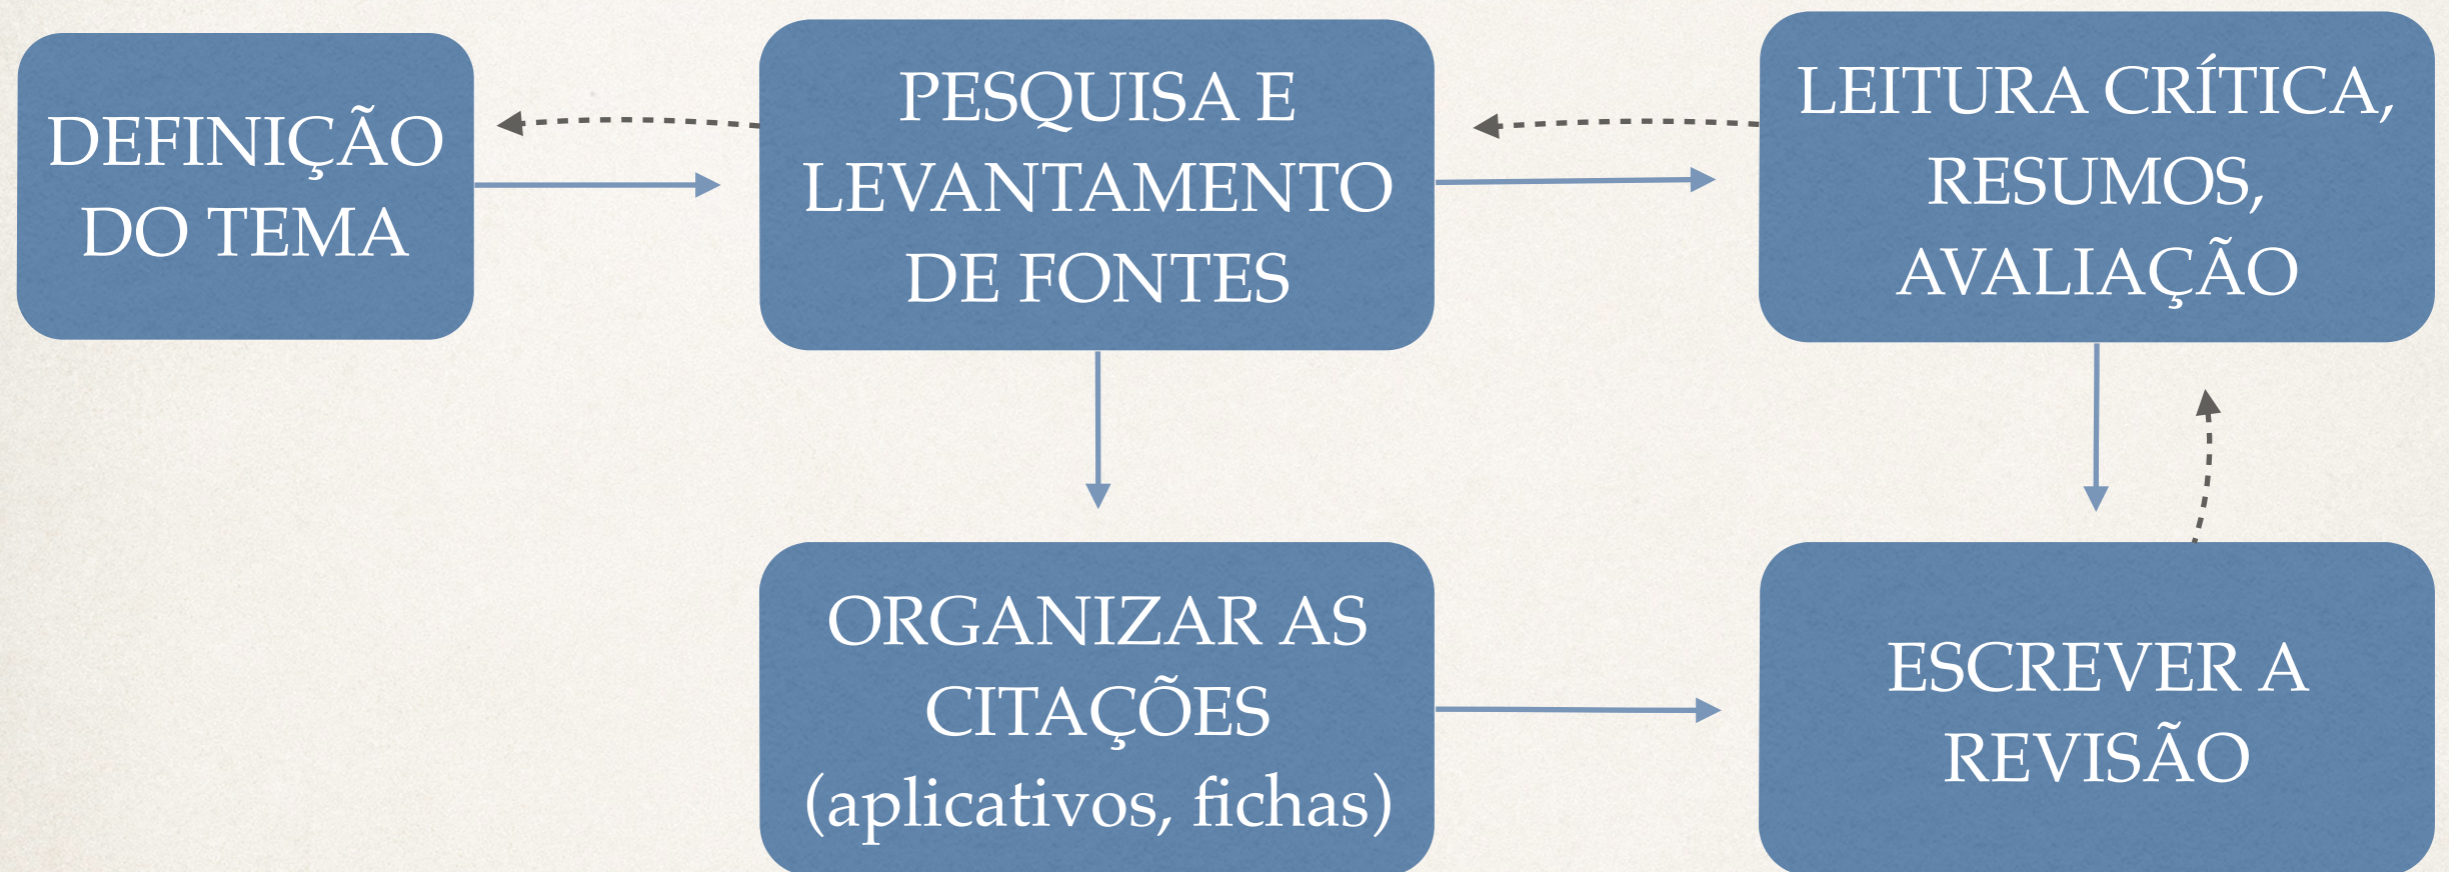 DEFINIÇÃO
DO TEMA
PESQUISA E
LEVANTAMENTO
DE FONTES
LEITURA CRÍTICA,
RESUMOS,
AVALIAÇÃO
ORGANIZAR AS
CITAÇÕES
(aplicativos, fichas)
ESCREVER A
REVISÃO